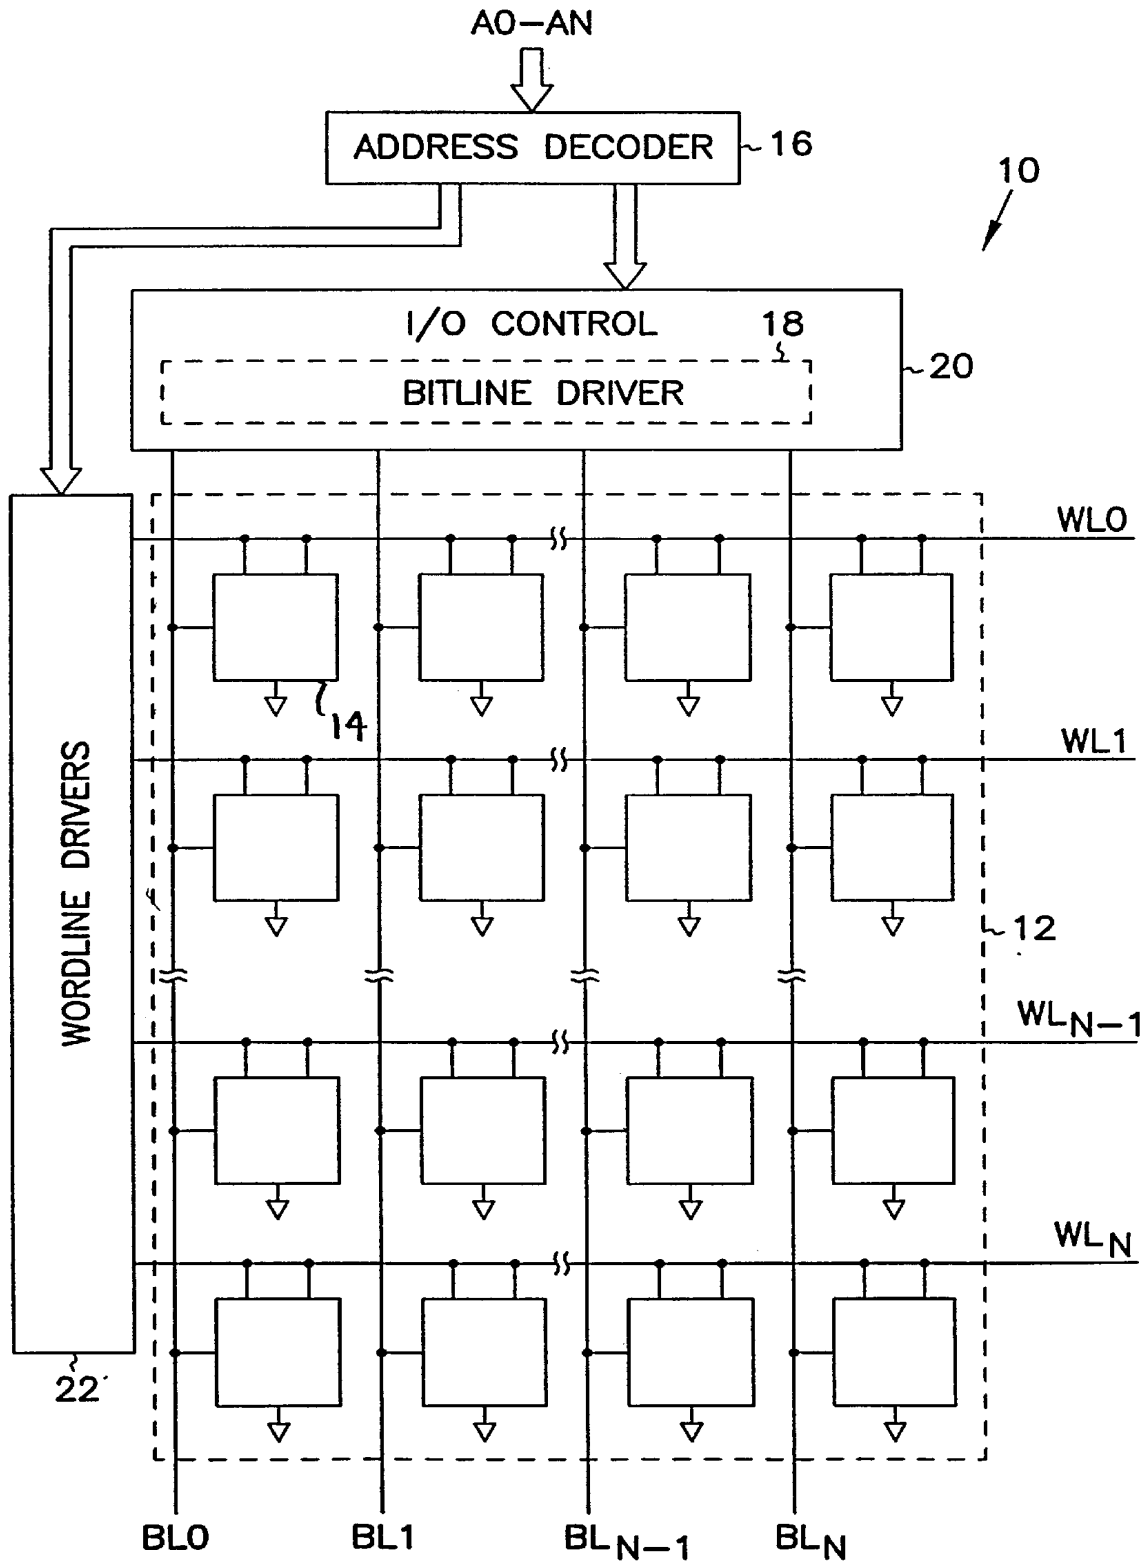 A0-AN
ADDRESS DECODER
16
10
I/O CONTROL
18
BITLINE DRIVER
20
WL0
14
WL1
WORDLINE DRIVERS
12
WLN-1
WLN
22
BL0
BL1
BLN-1
BLN